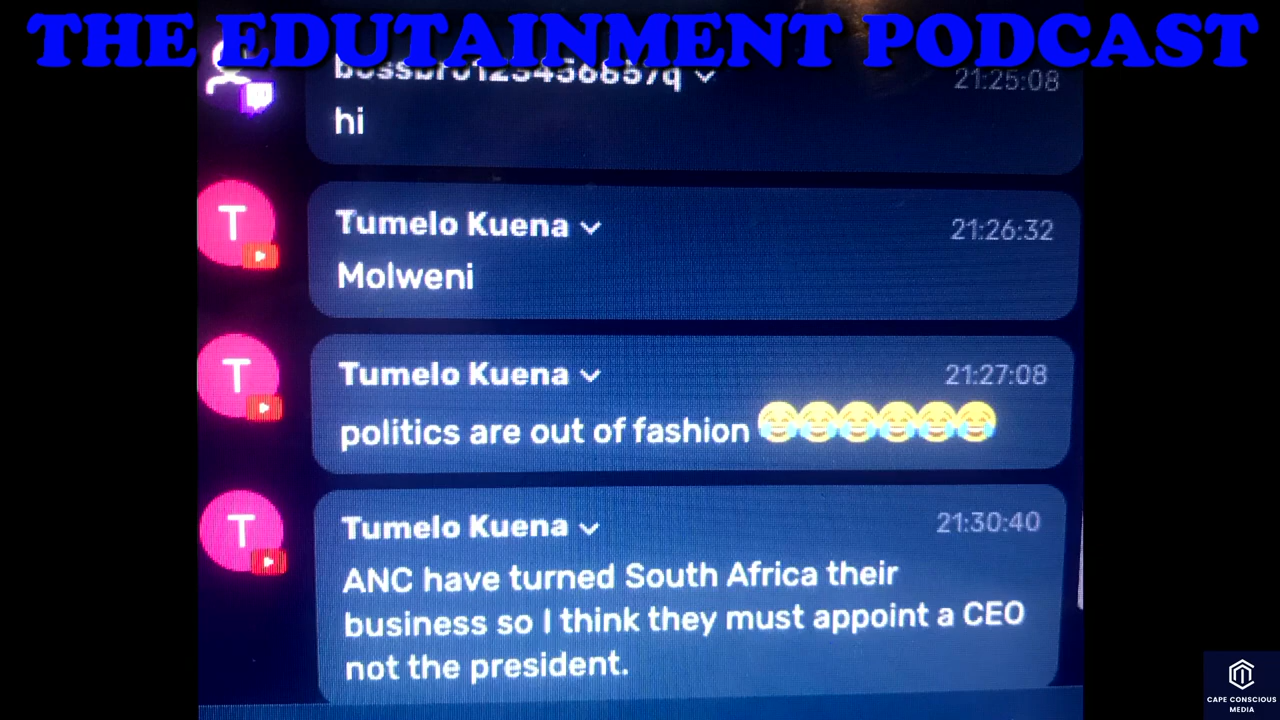 THE EDUTAINMENT PODCAST
21:25:08
hi
Tumelo Kuena
21:26:32
Molweni
Tumelo Kuena
21:27:08
politics are out of fashion 😂😂😂😂😂😂
Tumelo Kuena
21:30:40
ANC have turned South Africa their
business so I think they must appoint a CEO
not the president.
CAPE CONSCIOUS
MEDIA